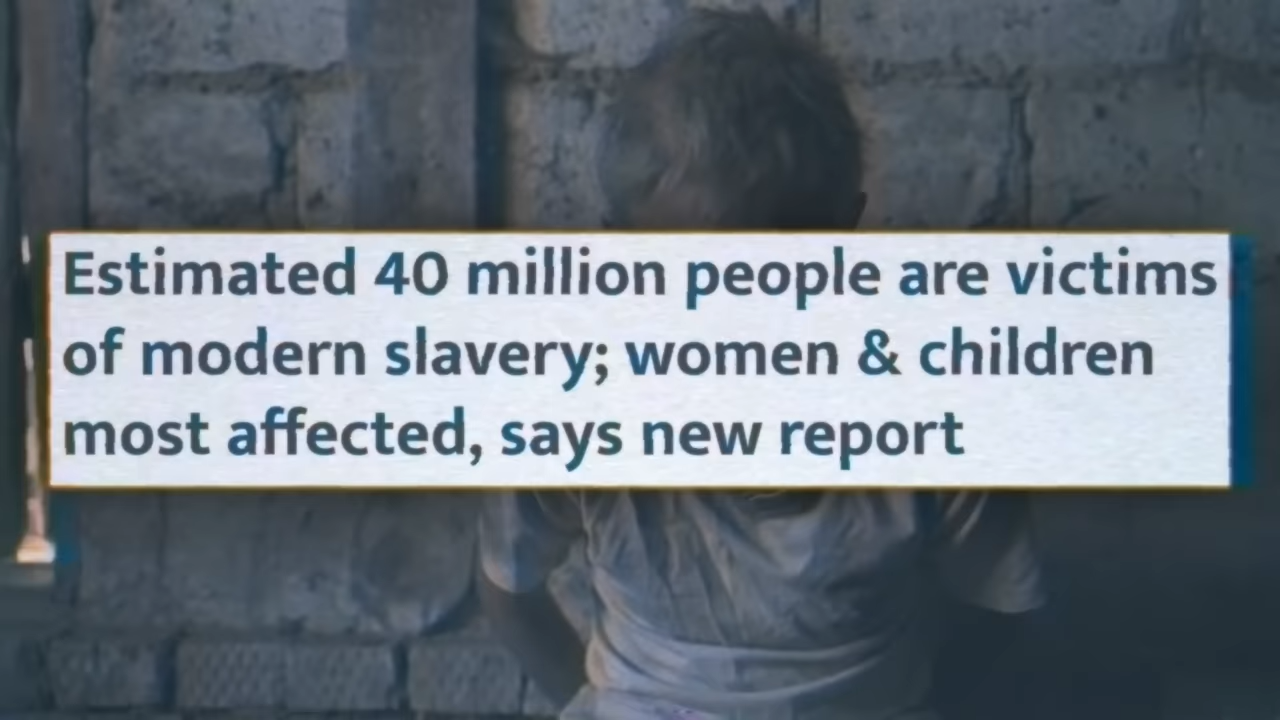 Estimated 40 million people are victims
of modern slavery; women & children
most affected, says new report